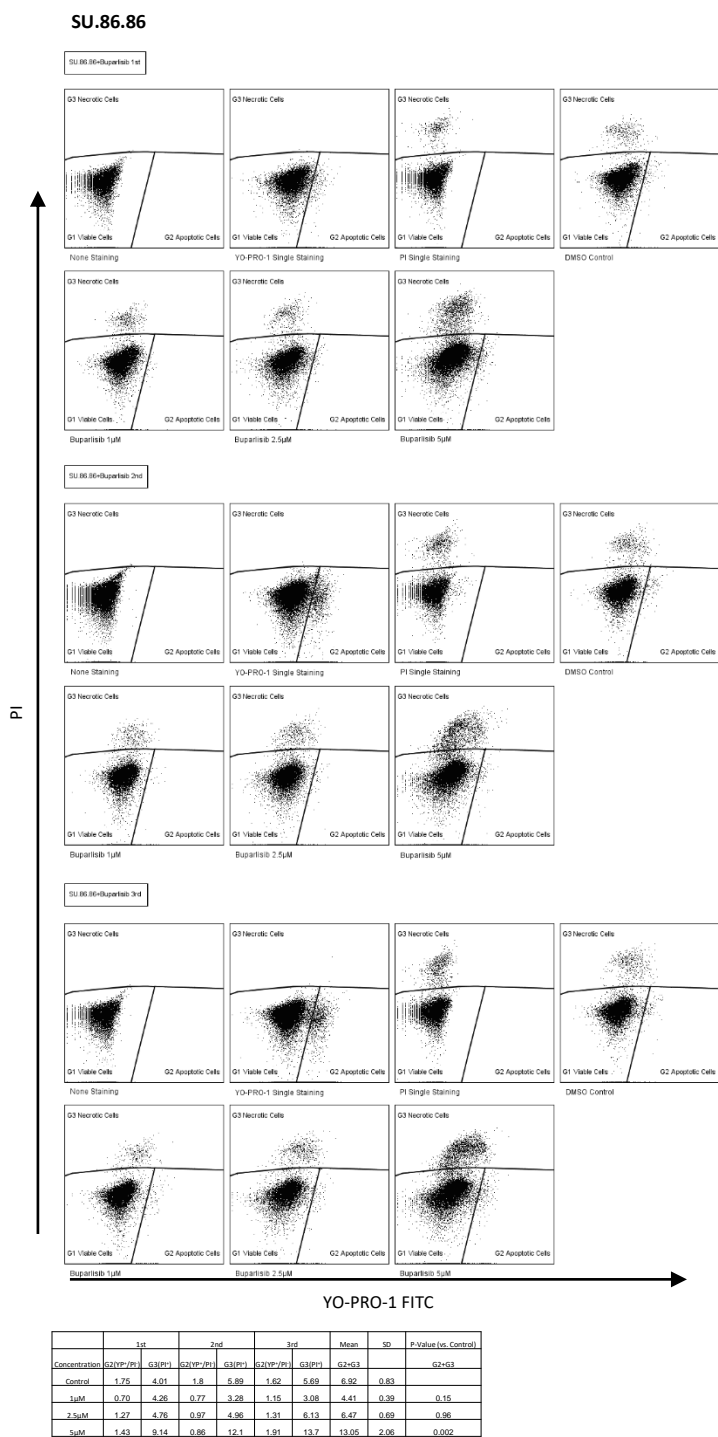 SU.86.86
SU.86.86+Buparlisib 1st
G3 Necrotic Cells
G1 Viable Cells G2 Apoptotic Cells
None Staining
G3 Necrotic Cells
G1 Viable Cells G2 Apoptotic Cells
YO-PRO-1 Single Staining
G3 Necrotic Cells
G1 Viable Cells G2 Apoptotic Cells
PI Single Staining
G3 Necrotic Cells
G1 Viable Cells G2 Apoptotic Cells
DMSO Control
G3 Necrotic Cells
G1 Viable Cells G2 Apoptotic Cells
Buparlisib 1µM
G3 Necrotic Cells
G1 Viable Cells G2 Apoptotic Cells
Buparlisib 2.5µM
G3 Necrotic Cells
G1 Viable Cells G2 Apoptotic Cells
Buparlisib 5µM
SU.86.86+Buparlisib 2nd
G3 Necrotic Cells
G1 Viable Cells G2 Apoptotic Cells
None Staining
G3 Necrotic Cells
G1 Viable Cells G2 Apoptotic Cells
YO-PRO-1 Single Staining
G3 Necrotic Cells
G1 Viable Cells G2 Apoptotic Cells
PI Single Staining
G3 Necrotic Cells
G1 Viable Cells G2 Apoptotic Cells
DMSO Control
PI
G3 Necrotic Cells
G1 Viable Cells G2 Apoptotic Cells
Buparlisib 1µM
G3 Necrotic Cells
G1 Viable Cells G2 Apoptotic Cells
Buparlisib 2.5µM
G3 Necrotic Cells
G1 Viable Cells G2 Apoptotic Cells
Buparlisib 5µM
SU.86.86+Buparlisib 3rd
G3 Necrotic Cells
G1 Viable Cells G2 Apoptotic Cells
None Staining
G3 Necrotic Cells
G1 Viable Cells G2 Apoptotic Cells
YO-PRO-1 Single Staining
G3 Necrotic Cells
G1 Viable Cells G2 Apoptotic Cells
PI Single Staining
G3 Necrotic Cells
G1 Viable Cells G2 Apoptotic Cells
DMSO Control
G3 Necrotic Cells
G1 Viable Cells G2 Apoptotic Cells
Buparlisib 1µM
G3 Necrotic Cells
G1 Viable Cells G2 Apoptotic Cells
Buparlisib 2.5µM
G3 Necrotic Cells
G1 Viable Cells G2 Apoptotic Cells
Buparlisib 5µM
YO-PRO-1 FITC
1st 2nd 3rd Mean SD P-Value (vs. Control)
Concentration G2(YP⁺/PI⁻) G3(PI⁺) G2(YP⁺/PI⁻) G3(PI⁺) G2(YP⁺/PI⁻) G3(PI⁺) G2+G3 G2+G3
Control 1.75 4.01 1.8 5.89 1.62 5.69 6.92 0.83
1µM 0.70 4.26 0.77 3.28 1.15 3.08 4.41 0.39 0.15
2.5µM 1.27 4.76 0.97 4.96 1.31 6.13 6.47 0.69 0.96
5µM 1.43 9.14 0.86 12.1 1.91 13.7 13.05 2.06 0.002